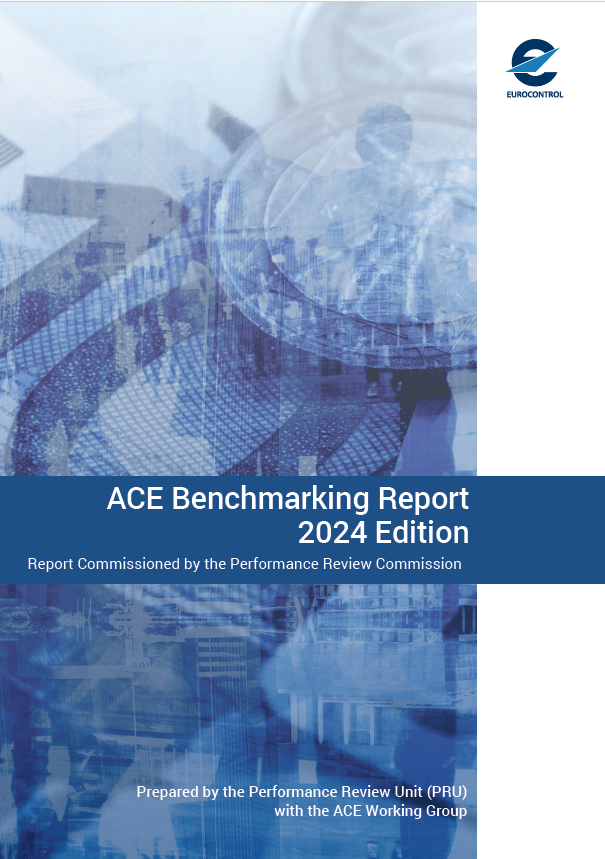 EUROCONTROL
ACE Benchmarking Report
2024 Edition
Report Commissioned by the Performance Review Commission
Prepared by the Performance Review Unit (PRU)
with the ACE Working Group